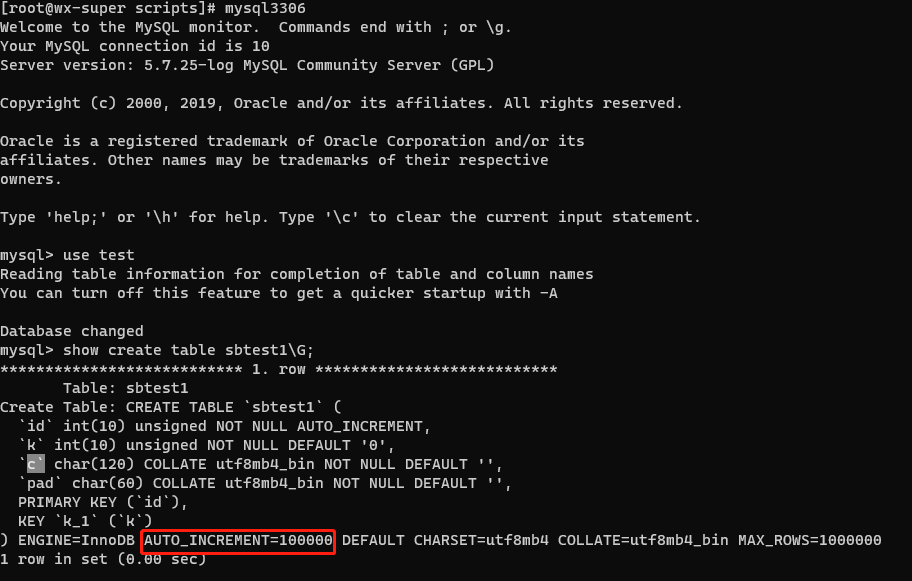 [root@wx-super scripts]# mysql3306
Welcome to the MySQL monitor.  Commands end with ; or \g.
Your MySQL connection id is 10
Server version: 5.7.25-log MySQL Community Server (GPL)

Copyright (c) 2000, 2019, Oracle and/or its affiliates. All rights reserved.

Oracle is a registered trademark of Oracle Corporation and/or its
affiliates. Other names may be trademarks of their respective
owners.

Type 'help;' or '\h' for help. Type '\c' to clear the current input statement.

mysql> use test
Reading table information for completion of table and column names
You can turn off this feature to get a quicker startup with -A

Database changed
mysql> show create table sbtest1\G;
*************************** 1. row ***************************
       Table: sbtest1
Create Table: CREATE TABLE `sbtest1` (
  `id` int(10) unsigned NOT NULL AUTO_INCREMENT,
  `k` int(10) unsigned NOT NULL DEFAULT '0',
  `c` char(120) COLLATE utf8mb4_bin NOT NULL DEFAULT '',
  `pad` char(60) COLLATE utf8mb4_bin NOT NULL DEFAULT '',
  PRIMARY KEY (`id`),
  KEY `k_1` (`k`)
) ENGINE=InnoDB AUTO_INCREMENT=100000 DEFAULT CHARSET=utf8mb4 COLLATE=utf8mb4_bin MAX_ROWS=1000000
1 row in set (0.00 sec)